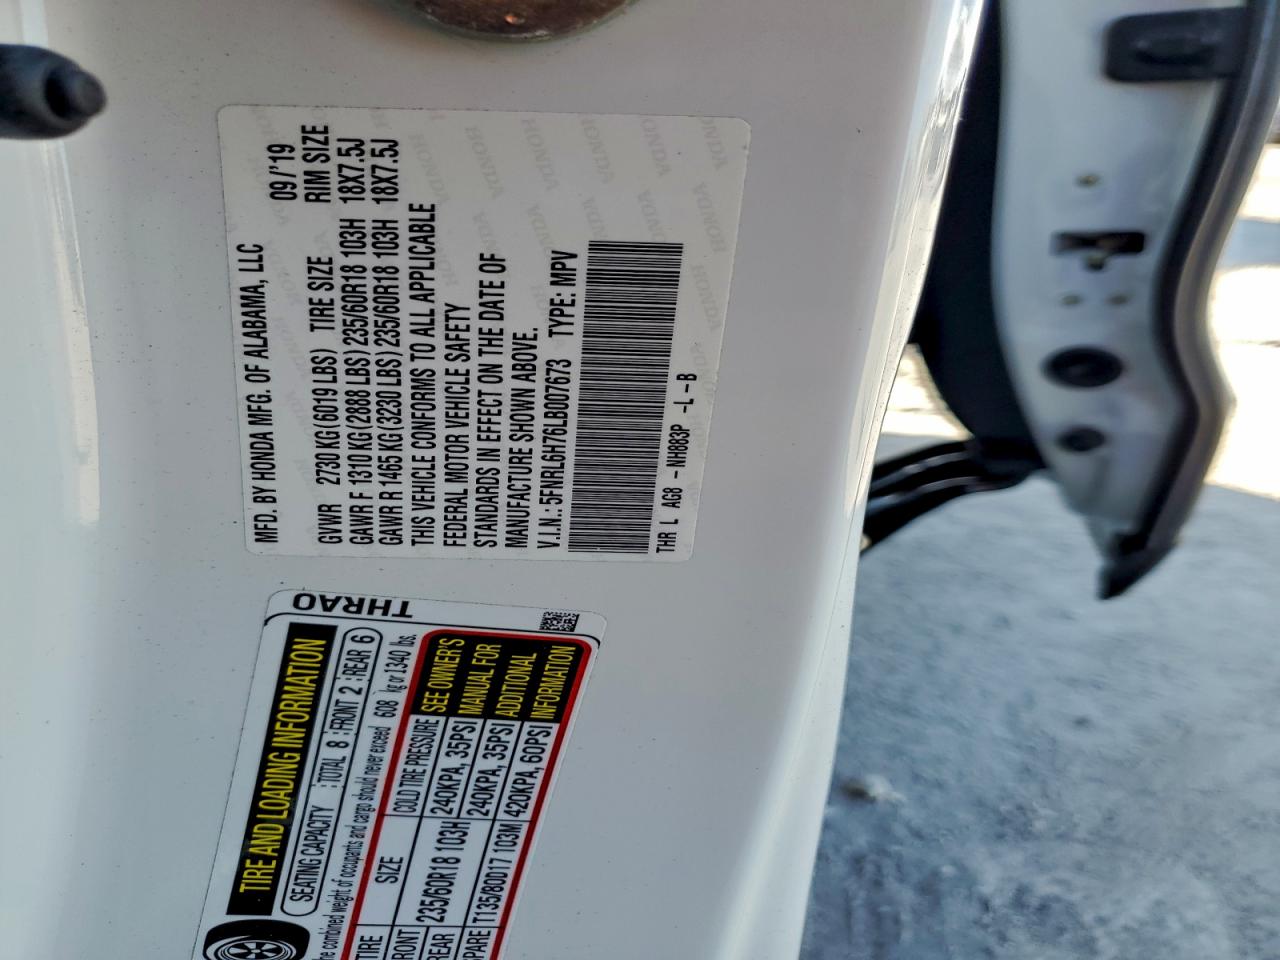 MFD. BY HONDA MFG. OF ALABAMA, LLC 09/'19
GVWR 2730 KG (6019 LBS) TIRE SIZE RIM SIZE
GAWR F 1310 KG (2888 LBS) 235/60R18 103H 18X7.5J
GAWR R 1465 KG (3230 LBS) 235/60R18 103H 18X7.5J
THIS VEHICLE CONFORMS TO ALL APPLICABLE
FEDERAL MOTOR VEHICLE SAFETY
STANDARDS IN EFFECT ON THE DATE OF
MANUFACTURE SHOWN ABOVE.
V.I.N.: 5FNRL6H76LB007673 TYPE: MPV
THR L AG8 -NH883P -L-B
THRAO
TIRE AND LOADING INFORMATION
SEATING CAPACITY : TOTAL 8 : FRONT 2 : REAR 6
combined weight of occupants and cargo should never exceed 608 kg or 1340 lbs.
TIRE SIZE COLD TIRE PRESSURE SEE OWNER'S
235/60R18 103H 240KPA, 35PSI MANUAL FOR
REAR 235/60R18 103H 240KPA, 35PSI ADDITIONAL
T135/80D17 103M 420KPA, 60PSI INFORMATION